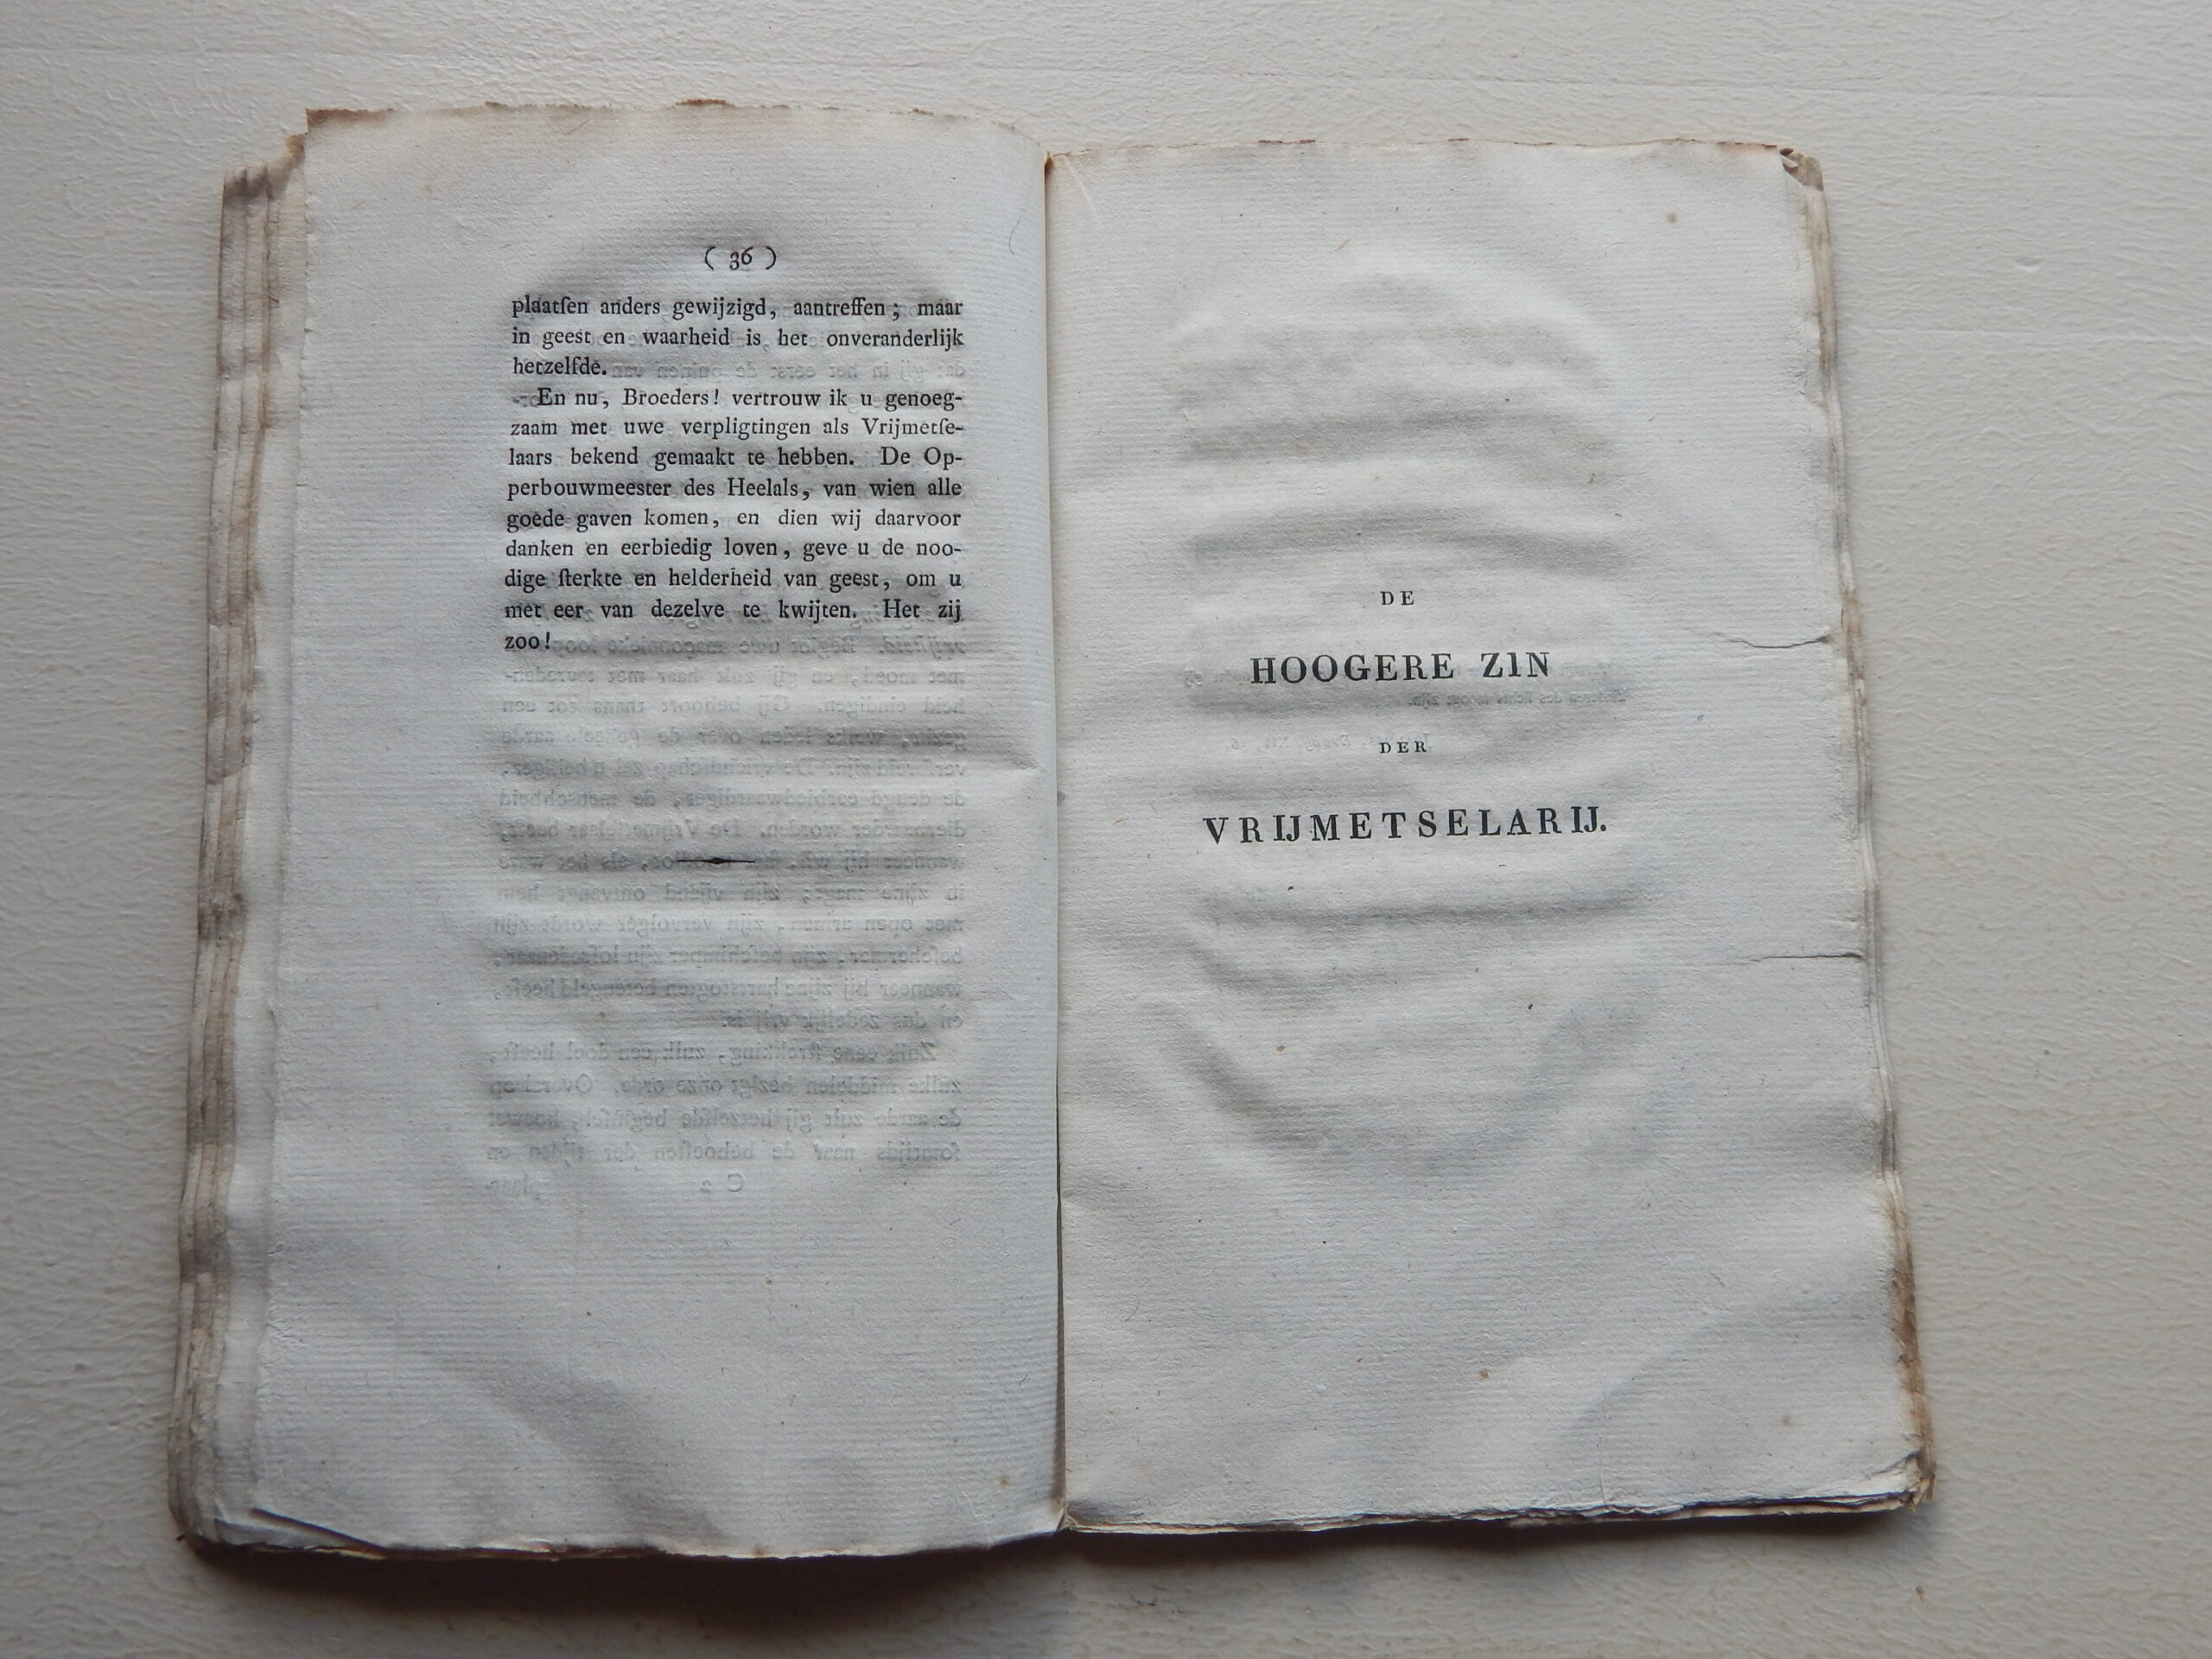 ( 36 )
plaatſen anders gewijzigd, aantreffen; maar
in geest en waarheid is het onveranderlijk
hetzelfde.
En nu, Broeders! vertrouw ik u genoeg-
zaam met uwe verpligtingen als Vrijmetſe-
laars bekend gemaakt te hebben. De Op-
perbouwmeester des Heelals, van wien alle
goede gaven komen, en dien wij daarvoor
danken en eerbiedig loven, geve u de noo-
dige ſterkte en helderheid van geest, om u
met eer van dezelve te kwijten. Het zij
zoo!
DE
HOOGERE ZIN
DER
VRIJMETSELARIJ.